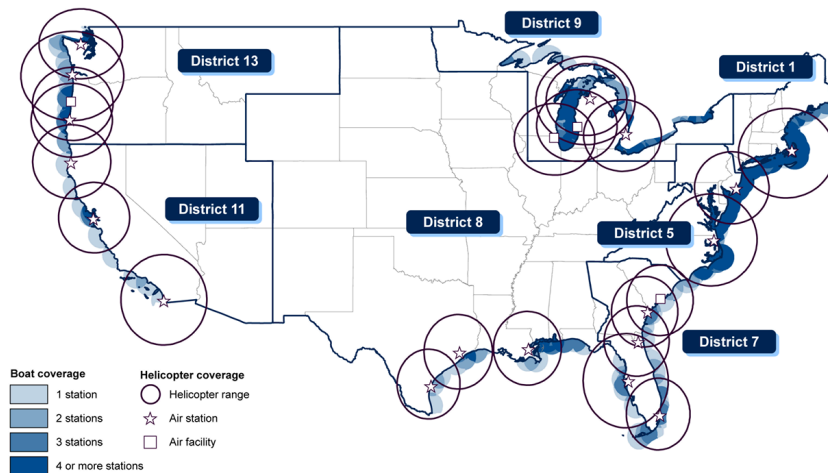 District 9
District 13
District 1
District 11
District 8
District 5
District 7
Boat coverage
1 station
2 stations
3 stations
4 or more stations
Helicopter coverage
Helicopter range
Air station
Air facility